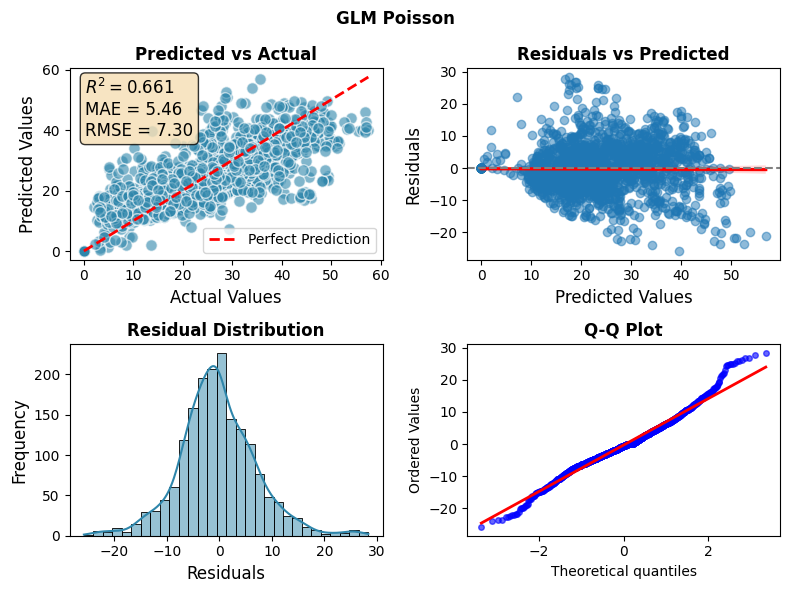 GLM Poisson
Predicted vs Actual
R² = 0.661
MAE = 5.46
RMSE = 7.30
Perfect Prediction
Predicted Values
60
40
20
0
0 10 20 30 40 50 60
Actual Values
Residuals vs Predicted
Residuals
30
20
10
0
−10
−20
0 10 20 30 40 50
Predicted Values
Residual Distribution
Frequency
200
150
100
50
0
−20 −10 0 10 20 30
Residuals
Q-Q Plot
Ordered Values
30
20
10
0
−10
−20
−2 0 2
Theoretical quantiles